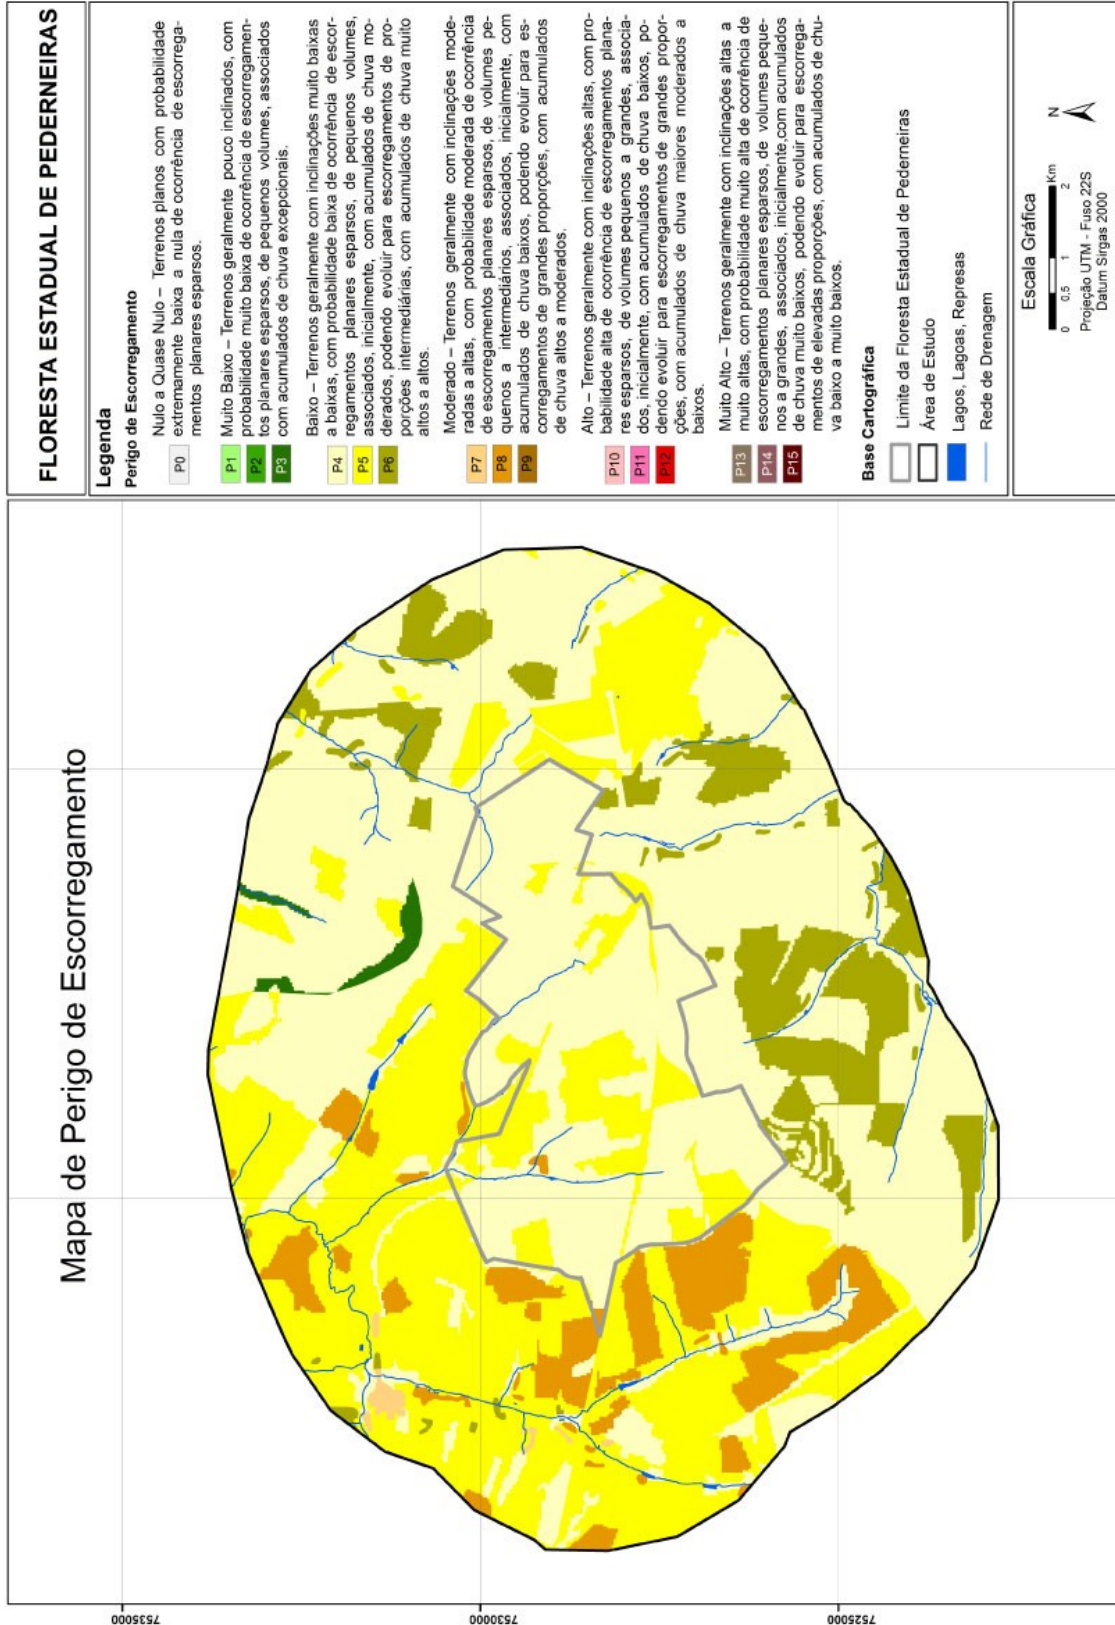 FLORESTA ESTADUAL DE PEDERNEIRAS
Mapa de Perigo de Escorregamento
7535000
7530000
7525000
Legenda
Perigo de Escorregamento
P0
Nulo a Quase Nulo – Terrenos planos com probabilidade
extremamente baixa a nula de ocorrência de escorrega-
mentos planares esparsos.
P1
P2
P3
Muito Baixo – Terrenos geralmente pouco inclinados, com
probabilidade muito baixa de ocorrência de escorregamen-
tos planares esparsos, de pequenos volumes, associados
com acumulados de chuva excepcionais.
P4
P5
P6
Baixo – Terrenos geralmente com inclinações muito baixas
a baixas, com probabilidade baixa de ocorrência de escor-
regamentos planares esparsos, de pequenos volumes,
associados, inicialmente, com acumulados de chuva mo-
derados, podendo evoluir para escorregamentos de pro-
porções intermediárias, com acumulados de chuva muito
altos a altos.
P7
P8
P9
Moderado – Terrenos geralmente com inclinações mode-
radas a altas, com probabilidade moderada de ocorrência
de escorregamentos planares esparsos, de volumes pe-
quenos a intermediários, associados, inicialmente, com
acumulados de chuva baixos, podendo evoluir para es-
corregamentos de grandes proporções, com acumulados
de chuva altos a moderados.
P10
P11
P12
Alto – Terrenos geralmente com inclinações altas, com pro-
babilidade alta de ocorrência de escorregamentos plana-
res esparsos, de volumes pequenos a grandes, associa-
dos, inicialmente, com acumulados de chuva baixos, po-
dendo evoluir para escorregamentos de grandes propor-
ções, com acumulados de chuva maiores moderados a
baixos.
P13
P14
P15
Muito Alto – Terrenos geralmente com inclinações altas a
muito altas, com probabilidade muito alta de ocorrência de
escorregamentos planares esparsos, de volumes peque-
nos a grandes, associados, inicialmente,com acumulados
de chuva muito baixos, podendo evoluir para escorrega-
mentos de elevadas proporções, com acumulados de chu-
va baixo a muito baixos.
Base Cartográfica
Limite da Floresta Estadual de Pederneiras
Área de Estudo
Lagos, Lagoas, Represas
Rede de Drenagem
Escala Gráfica
0 0,5 1 2
Km
N
Projeção UTM - Fuso 22S
Datum Sirgas 2000